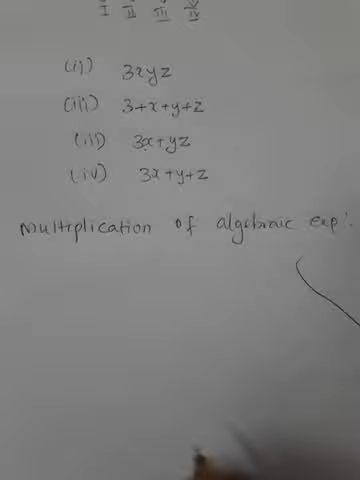 I II III IV
(i) 3xyz
(ii) 3+x+y+z
(iii) 3x+yz
(iv) 3x+y+z
Multiplication of algebraic exp: